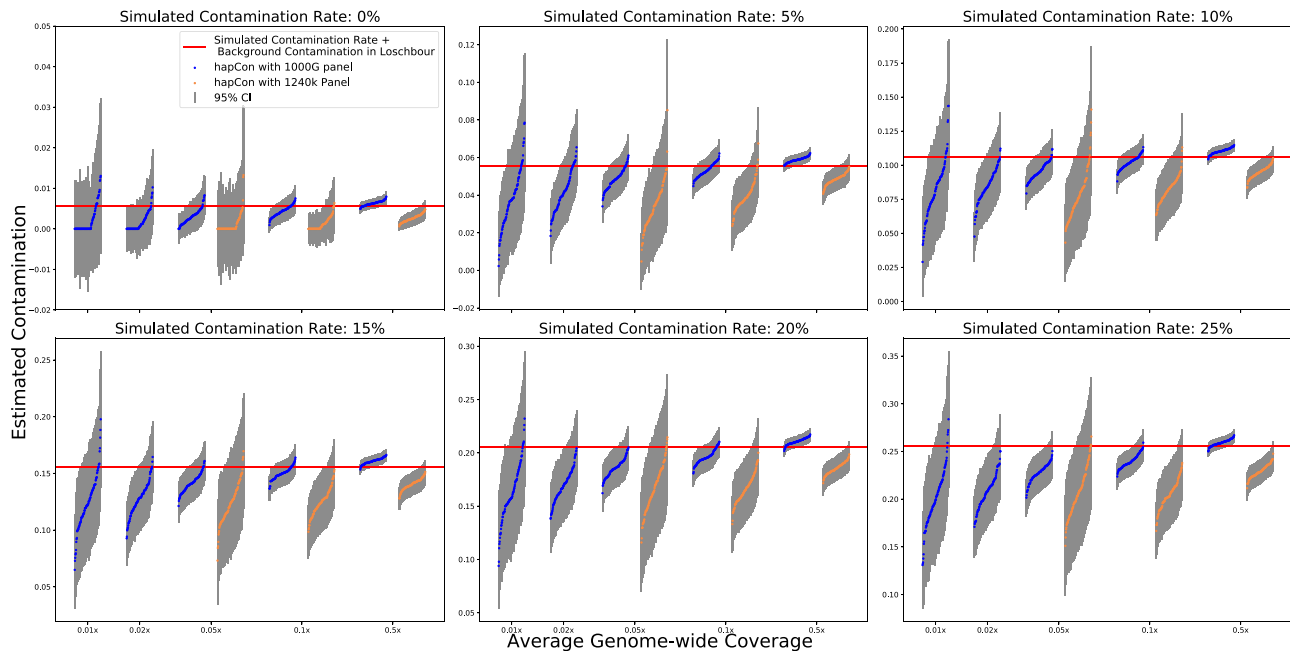 Simulated Contamination Rate: 0%
0.05
0.04
0.03
0.02
0.01
0.00
−0.01
−0.02
Simulated Contamination Rate +
Background Contamination in Loschbour
hapCon with 1000G panel
hapCon with 1240k Panel
95% CI
Simulated Contamination Rate: 5%
0.12
0.10
0.08
0.06
0.04
0.02
0.00
−0.02
Simulated Contamination Rate: 10%
0.200
0.175
0.150
0.125
0.100
0.075
0.050
0.025
0.000
Estimated Contamination
Simulated Contamination Rate: 15%
0.25
0.20
0.15
0.10
0.05
0.01x 0.02x 0.05x 0.1x 0.5x
Simulated Contamination Rate: 20%
0.30
0.25
0.20
0.15
0.10
0.05
0.01x 0.02x 0.05x 0.1x 0.5x
Simulated Contamination Rate: 25%
0.35
0.30
0.25
0.20
0.15
0.10
0.01x 0.02x 0.05x 0.1x 0.5x
Average Genome-wide Coverage